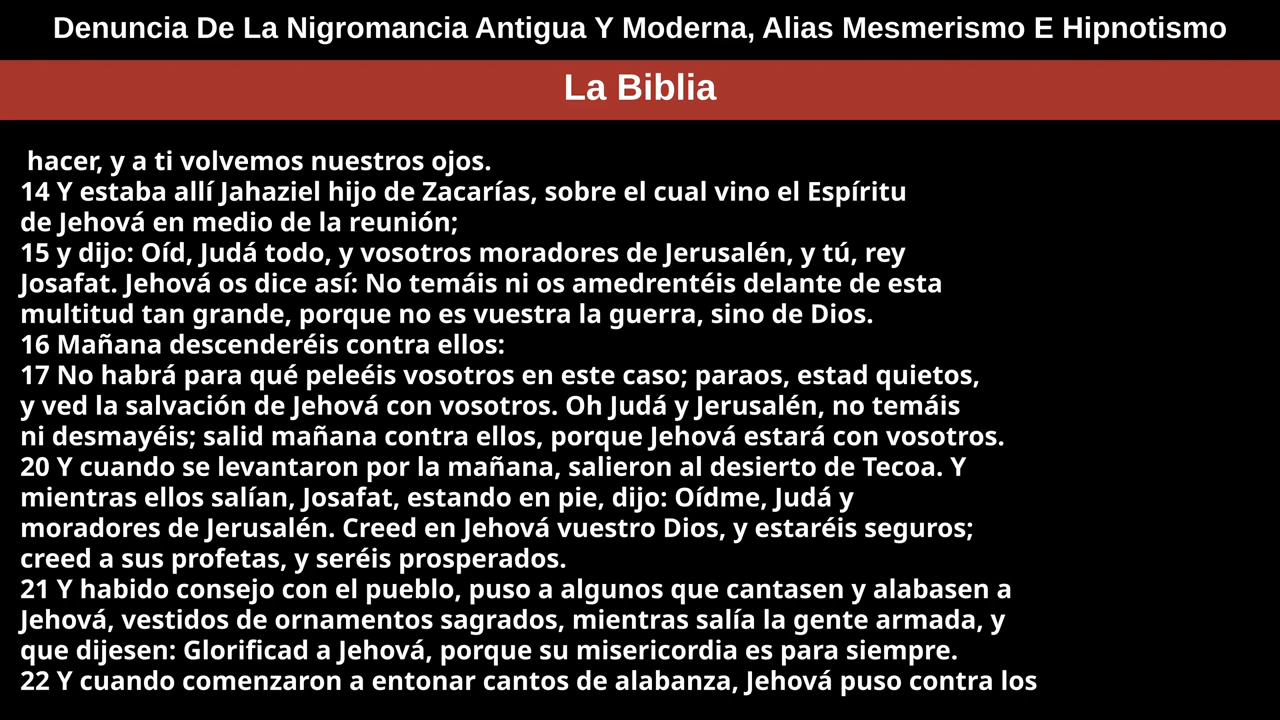 Denuncia De La Nigromancia Antigua Y Moderna, Alias Mesmerismo E Hipnotismo
La Biblia
hacer, y a ti volvemos nuestros ojos.
14 Y estaba allí Jahaziel hijo de Zacarías, sobre el cual vino el Espíritu
de Jehová en medio de la reunión;
15 y dijo: Oíd, Judá todo, y vosotros moradores de Jerusalén, y tú, rey
Josafat. Jehová os dice así: No temáis ni os amedrentéis delante de esta
multitud tan grande, porque no es vuestra la guerra, sino de Dios.
16 Mañana descenderéis contra ellos:
17 No habrá para qué peleéis vosotros en este caso; paraos, estad quietos,
y ved la salvación de Jehová con vosotros. Oh Judá y Jerusalén, no temáis
ni desmayéis; salid mañana contra ellos, porque Jehová estará con vosotros.
20 Y cuando se levantaron por la mañana, salieron al desierto de Tecoa. Y
mientras ellos salían, Josafat, estando en pie, dijo: Oídme, Judá y
moradores de Jerusalén. Creed en Jehová vuestro Dios, y estaréis seguros;
creed a sus profetas, y seréis prosperados.
21 Y habido consejo con el pueblo, puso a algunos que cantasen y alabasen a
Jehová, vestidos de ornamentos sagrados, mientras salía la gente armada, y
que dijesen: Glorificad a Jehová, porque su misericordia es para siempre.
22 Y cuando comenzaron a entonar cantos de alabanza, Jehová puso contra los